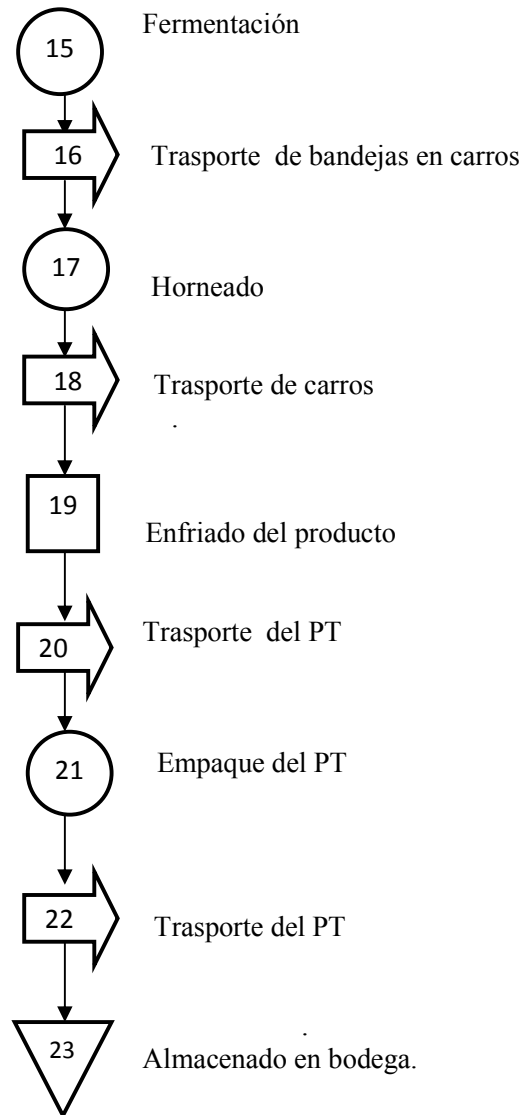 15 Fermentación
16 Trasporte de bandejas en carros
17 Horneado
18 Trasporte de carros
.
19 Enfriado del producto
20 Trasporte del PT
21 Empaque del PT
22 Trasporte del PT
.
23 Almacenado en bodega.